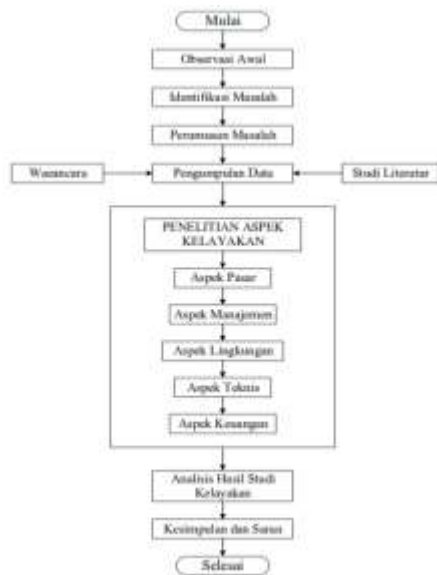 Mulai
Observasi Awal
Identifikasi Masalah
Perumusan Masalah
Wawancara
Pengumpulan Data
Studi Literatur
PENELITIAN ASPEK
KELAYAKAN
Aspek Pasar
Aspek Manajemen
Aspek Lingkungan
Aspek Teknis
Aspek Keuangan
Analisis Hasil Studi
Kelayakan
Kesimpulan dan Saran
Selesai